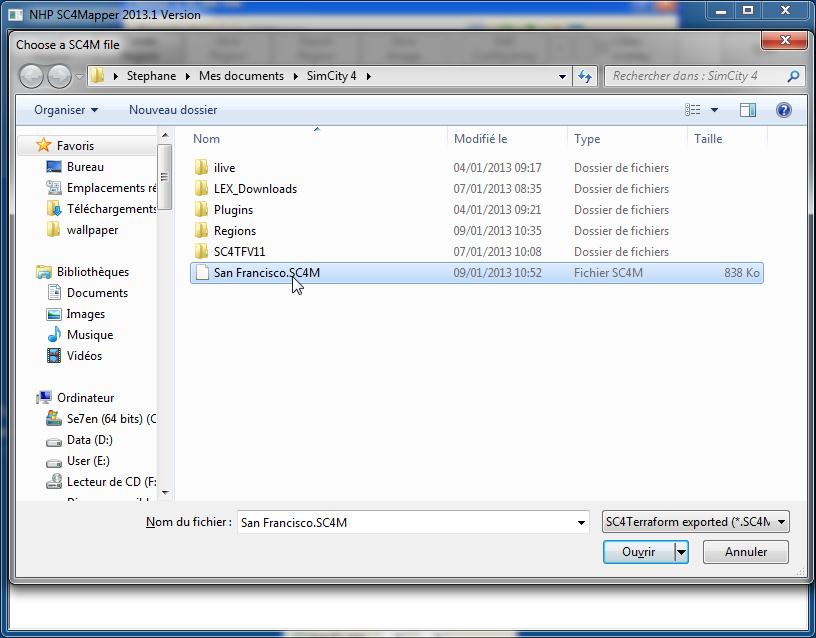 NHP SC4Mapper 2013.1 Version
Choose a SC4M file
Stephane Mes documents SimCity 4
Rechercher dans : SimCity 4
Organiser Nouveau dossier
Nom Modifié le Type Taille
Favoris
Bureau
Emplacements ré
Téléchargements
wallpaper
Bibliothèques
Documents
Images
Musique
Vidéos
Ordinateur
Se7en (64 bits) (C
Data (D:)
User (E:)
Lecteur de CD (F:
ilive 04/01/2013 09:17 Dossier de fichiers
LEX_Downloads 07/01/2013 08:35 Dossier de fichiers
Plugins 04/01/2013 09:21 Dossier de fichiers
Regions 09/01/2013 10:35 Dossier de fichiers
SC4TFV11 07/01/2013 10:08 Dossier de fichiers
San Francisco.SC4M 09/01/2013 10:52 Fichier SC4M 838 Ko
Nom du fichier : San Francisco.SC4M SC4Terraform exported (*.SC4M
Ouvrir Annuler